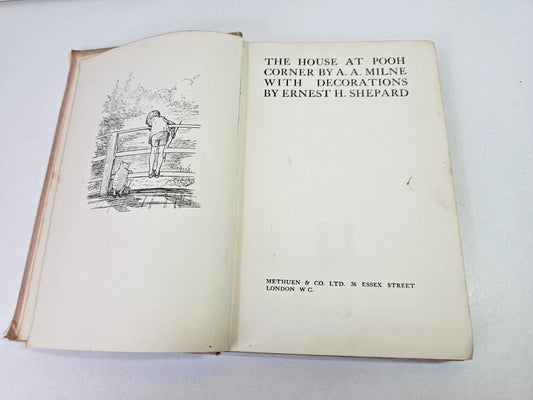 THE HOUSE AT POOH
CORNER BY A. A. MILNE
WITH DECORATIONS
BY ERNEST H. SHEPARD
METHUEN & CO. LTD. 36 ESSEX STREET
LONDON W C.